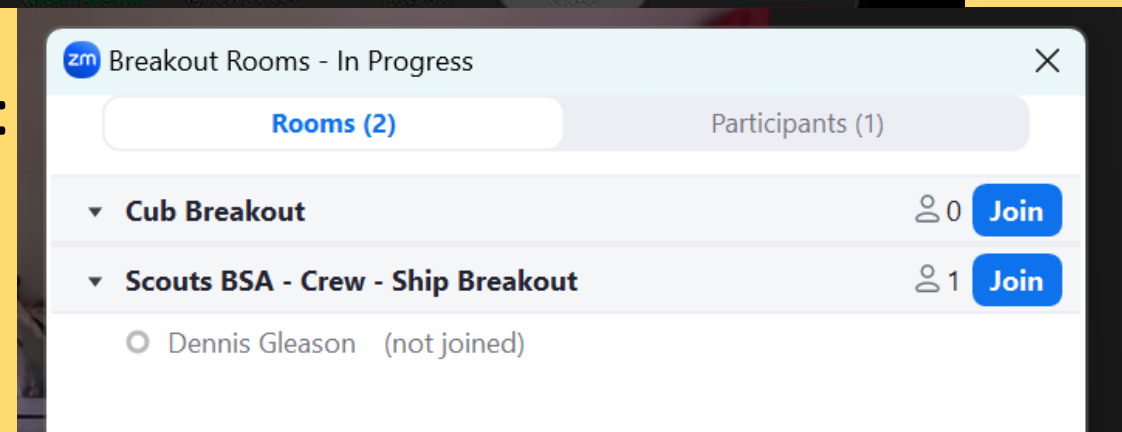 zm Breakout Rooms - In Progress
Rooms (2) Participants (1)
Cub Breakout 0 Join
Scouts BSA - Crew - Ship Breakout 1 Join
Dennis Gleason (not joined)